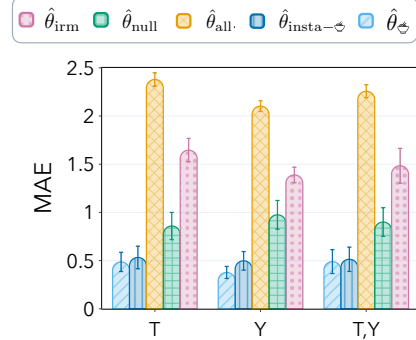 θ̂irm θ̂null θ̂all· θ̂insta− θ̂
2.5
2
1.5
1
0.5
0
MAE
T Y T,Y